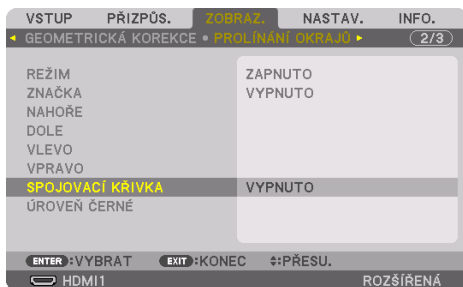 VSTUP PŘIZPŮS. ZOBRAZ. NASTAV. INFO.
GEOMETRICKÁ KOREKCE • PROLÍNÁNÍ OKRAJŮ 2/3
REŽIM ZAPNUTO
ZNAČKA VYPNUTO
NAHOŘE
DOLE
VLEVO
VPRAVO
SPOJOVACÍ KŘIVKA VYPNUTO
ÚROVEŇ ČERNÉ
ENTER :VYBRAT EXIT :KONEC :PŘESU.
HDMI1 ROZŠÍŘENÁ